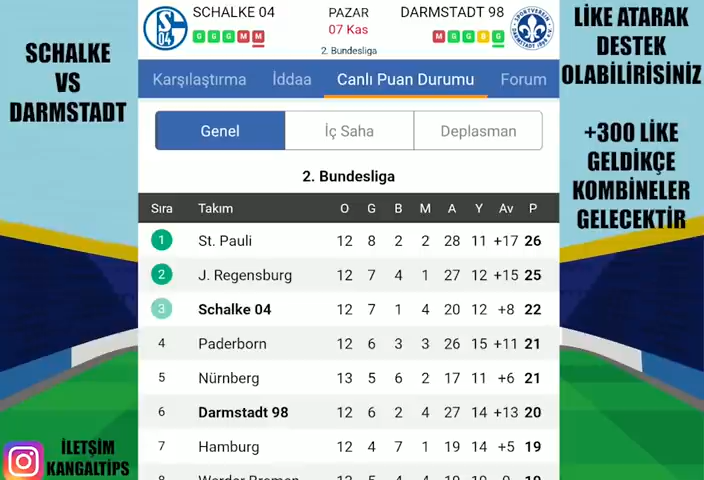 SCHALKE
VS
DARMSTADT
SCHALKE 04
G G G M M
PAZAR
07 Kas
2. Bundesliga
DARMSTADT 98
M G G B G
LİKE ATARAK
DESTEK
OLABİLİRİSİNİZ
+300 LİKE
GELDİKÇE
KOMBİNELER
GELECEKTİR
Karşılaştırma İddaa Canlı Puan Durumu Forum
Genel İç Saha Deplasman
2. Bundesliga
Sıra Takım O G B M A Y Av P
1 St. Pauli 12 8 2 2 28 11 +17 26
2 J. Regensburg 12 7 4 1 27 12 +15 25
3 Schalke 04 12 7 1 4 20 12 +8 22
4 Paderborn 12 6 3 3 26 15 +11 21
5 Nürnberg 13 5 6 2 17 11 +6 21
6 Darmstadt 98 12 6 2 4 27 14 +13 20
7 Hamburg 12 4 7 1 19 14 +5 19
İLETŞİM
KANGALTİPS